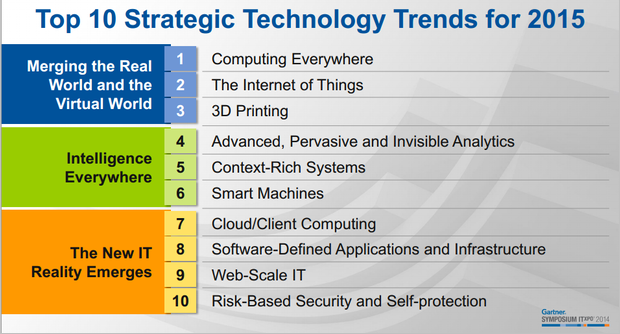 Top 10 Strategic Technology Trends for 2015
Merging the Real
World and the
Virtual World
1 Computing Everywhere
2 The Internet of Things
3 3D Printing
Intelligence
Everywhere
4 Advanced, Pervasive and Invisible Analytics
5 Context-Rich Systems
6 Smart Machines
The New IT
Reality Emerges
7 Cloud/Client Computing
8 Software-Defined Applications and Infrastructure
9 Web-Scale IT
10 Risk-Based Security and Self-protection
Gartner.
SYMPOSIUM ITXPO 2014